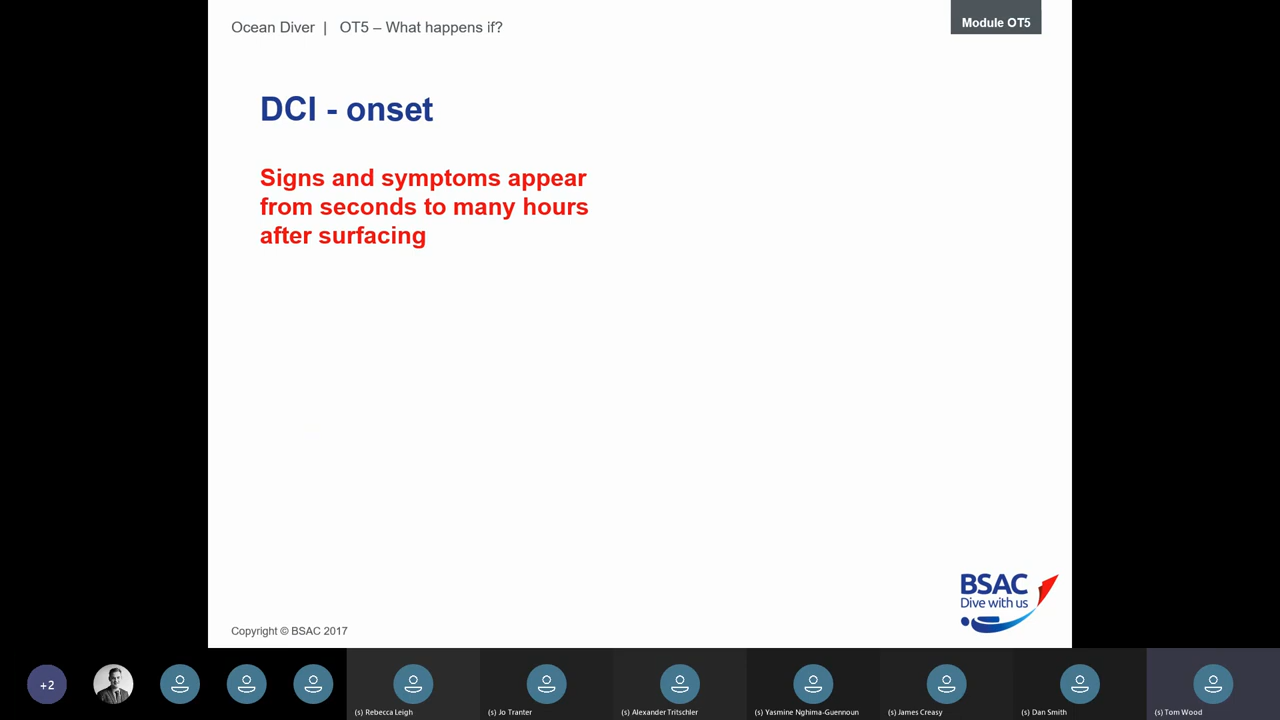 Ocean Diver | OT5 – What happens if?
Module OT5
DCI - onset
Signs and symptoms appear
from seconds to many hours
after surfacing
BSAC
Dive with us
Copyright © BSAC 2017
+2
(s) Rebecca Leigh
(s) Jo Tranter
(s) Alexander Tritschler
(s) Yasmine Nghima-Guennoun
(s) James Creasy
(s) Dan Smith
(s) Tom Wood